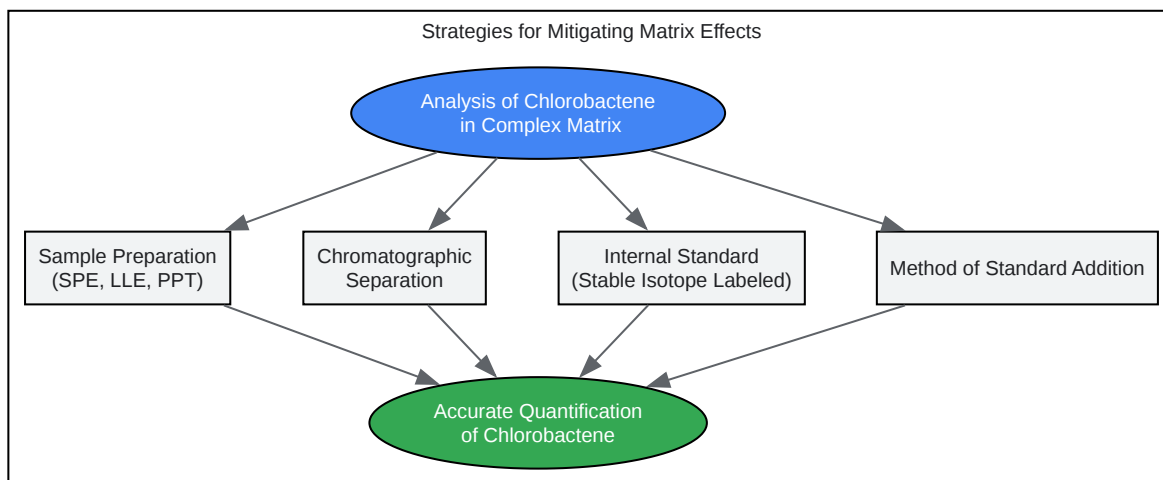 Strategies for Mitigating Matrix Effects
Analysis of Chlorobactene
in Complex Matrix
Sample Preparation
(SPE, LLE, PPT)
Chromatographic
Separation
Internal Standard
(Stable Isotope Labeled)
Method of Standard Addition
Accurate Quantification
of Chlorobactene